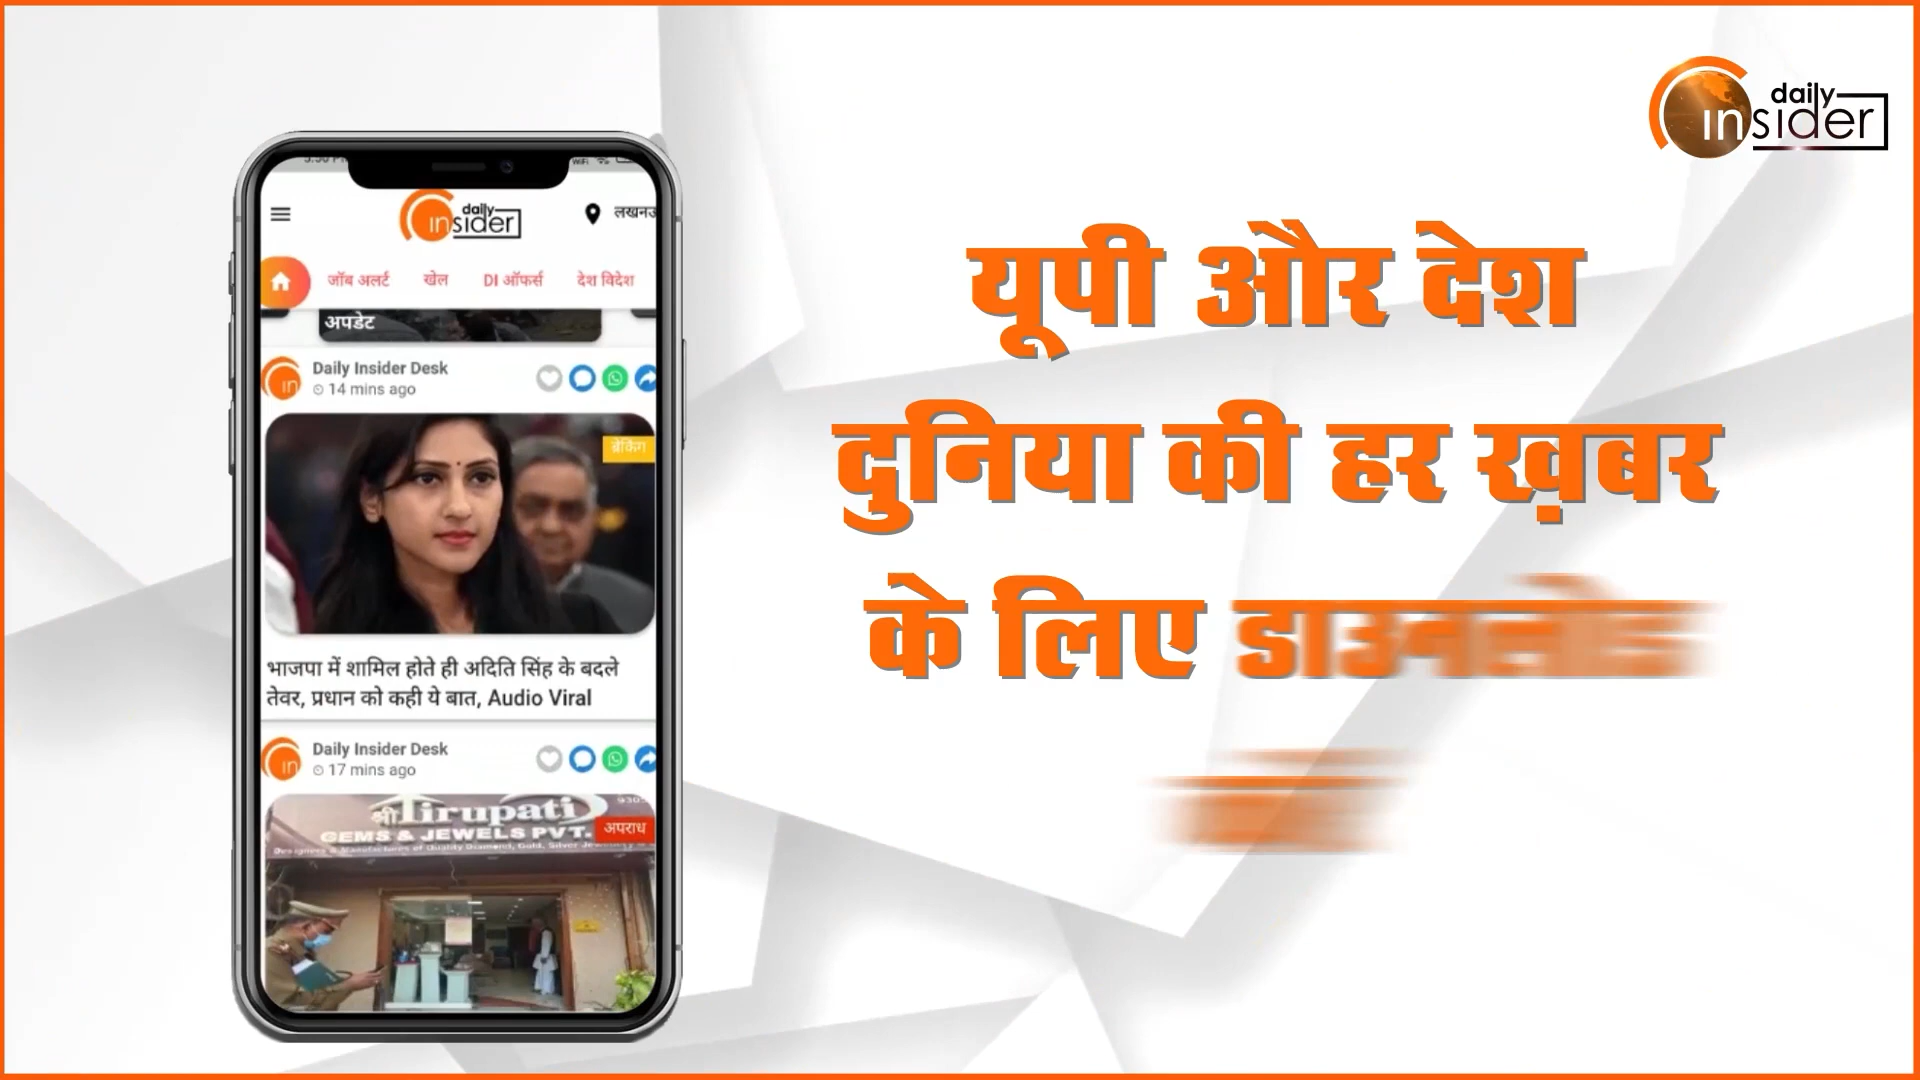 daily
insider
यूपी और देश
दुनिया की हर ख़बर
के लिए डाउनलोड
daily
insider
लखनऊ
जॉब अलर्ट खेल DI ऑफर्स देश विदेश
अपडेट
Daily Insider Desk
14 mins ago
ब्रेकिंग
भाजपा में शामिल होते ही अदिति सिंह के बदले
तेवर, प्रधान को कही ये बात, Audio Viral
Daily Insider Desk
17 mins ago
श्री Tirupati
GEMS & JEWELS PVT.
अपराध